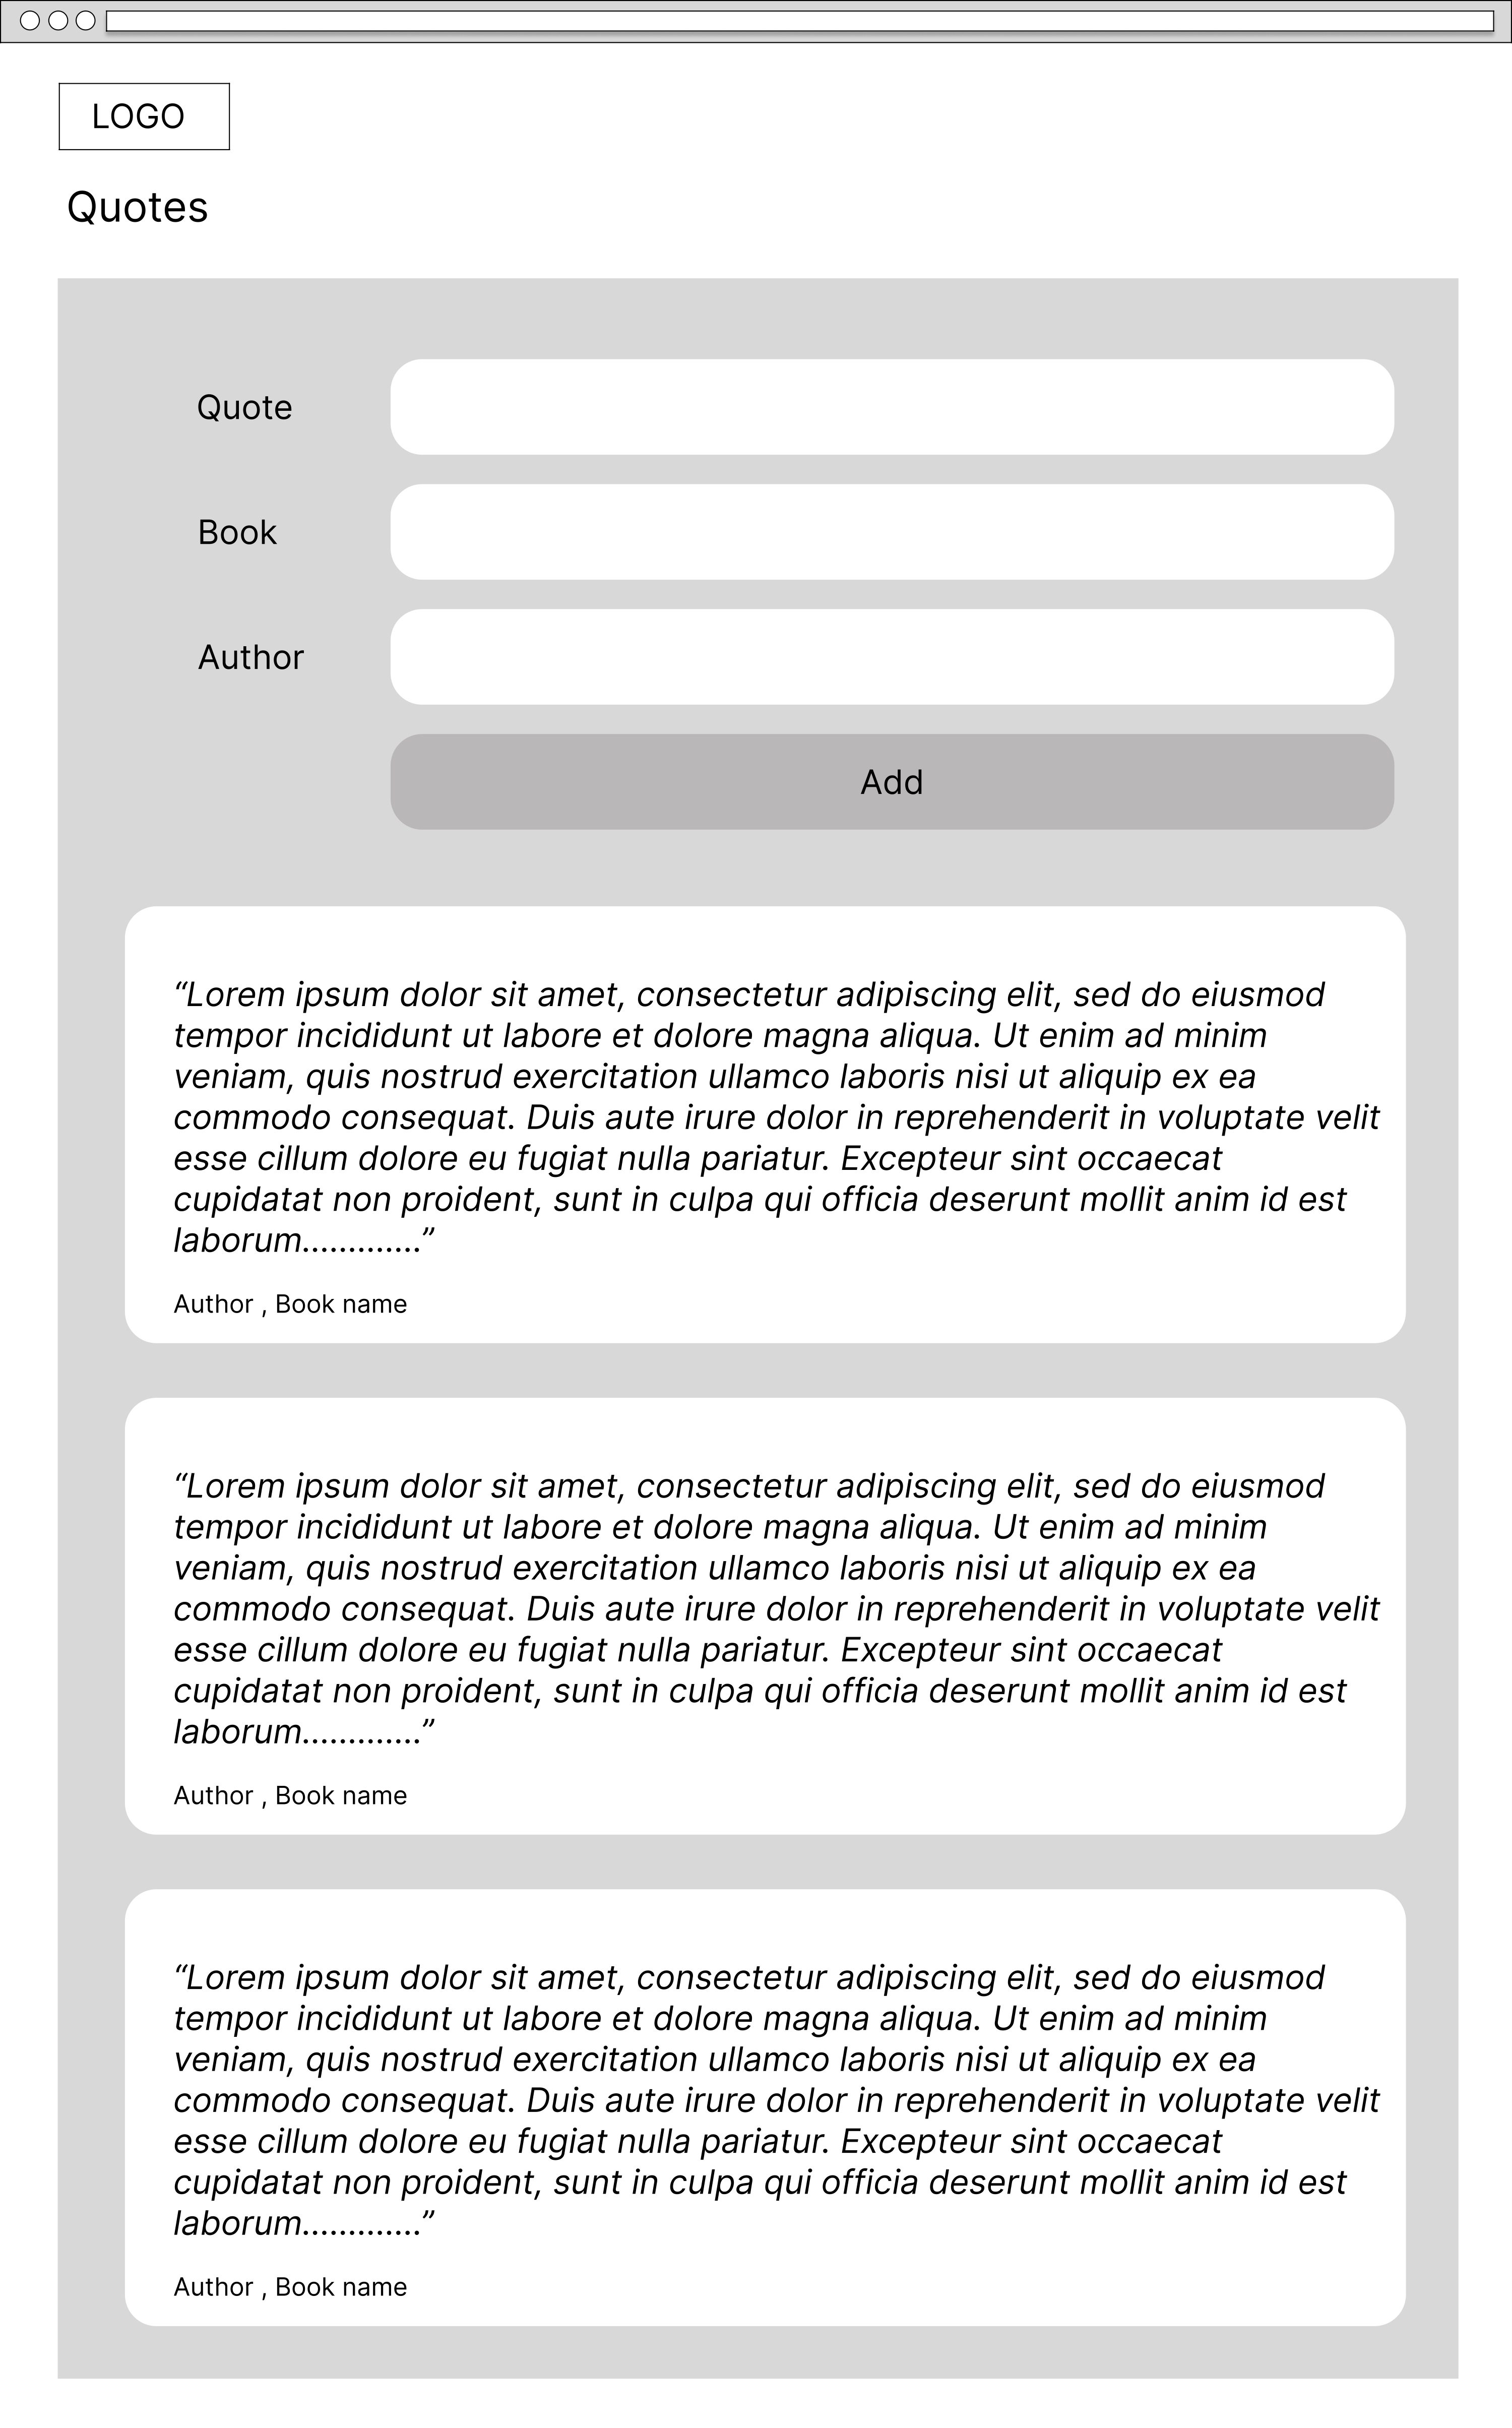 LOGO
Quotes
Quote
Book
Author
Add
“Lorem ipsum dolor sit amet, consectetur adipiscing elit, sed do eiusmod
tempor incididunt ut labore et dolore magna aliqua. Ut enim ad minim
veniam, quis nostrud exercitation ullamco laboris nisi ut aliquip ex ea
commodo consequat. Duis aute irure dolor in reprehenderit in voluptate velit
esse cillum dolore eu fugiat nulla pariatur. Excepteur sint occaecat
cupidatat non proident, sunt in culpa qui officia deserunt mollit anim id est
laborum.............”
Author , Book name
“Lorem ipsum dolor sit amet, consectetur adipiscing elit, sed do eiusmod
tempor incididunt ut labore et dolore magna aliqua. Ut enim ad minim
veniam, quis nostrud exercitation ullamco laboris nisi ut aliquip ex ea
commodo consequat. Duis aute irure dolor in reprehenderit in voluptate velit
esse cillum dolore eu fugiat nulla pariatur. Excepteur sint occaecat
cupidatat non proident, sunt in culpa qui officia deserunt mollit anim id est
laborum.............”
Author , Book name
“Lorem ipsum dolor sit amet, consectetur adipiscing elit, sed do eiusmod
tempor incididunt ut labore et dolore magna aliqua. Ut enim ad minim
veniam, quis nostrud exercitation ullamco laboris nisi ut aliquip ex ea
commodo consequat. Duis aute irure dolor in reprehenderit in voluptate velit
esse cillum dolore eu fugiat nulla pariatur. Excepteur sint occaecat
cupidatat non proident, sunt in culpa qui officia deserunt mollit anim id est
laborum.............”
Author , Book name